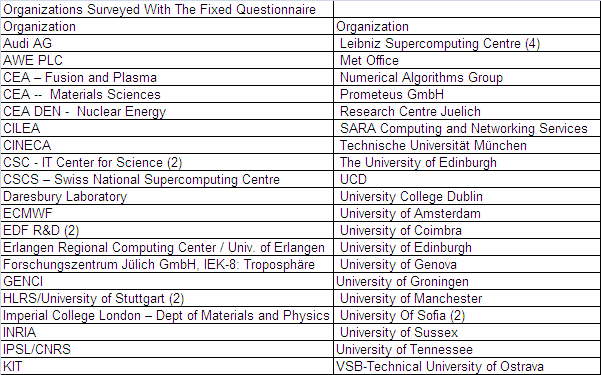 Organizations Surveyed With The Fixed Questionnaire
Organization Organization
Audi AG Leibniz Supercomputing Centre (4)
AWE PLC Met Office
CEA – Fusion and Plasma Numerical Algorithms Group
CEA -- Materials Sciences Prometeus GmbH
CEA DEN - Nuclear Energy Research Centre Juelich
CILEA SARA Computing and Networking Services
CINECA Technische Universität München
CSC - IT Center for Science (2) The University of Edinburgh
CSCS – Swiss National Supercomputing Centre UCD
Daresbury Laboratory University College Dublin
ECMWF University of Amsterdam
EDF R&D (2) University of Coimbra
Erlangen Regional Computing Center / Univ. of Erlangen University of Edinburgh
Forschungszentrum Jülich GmbH, IEK-8: Troposphäre University of Genova
GENCI University of Groningen
HLRS/University of Stuttgart (2) University of Manchester
Imperial College London – Dept of Materials and Physics University Of Sofia (2)
INRIA University of Sussex
IPSL/CNRS University of Tennessee
KIT VSB-Technical University of Ostrava